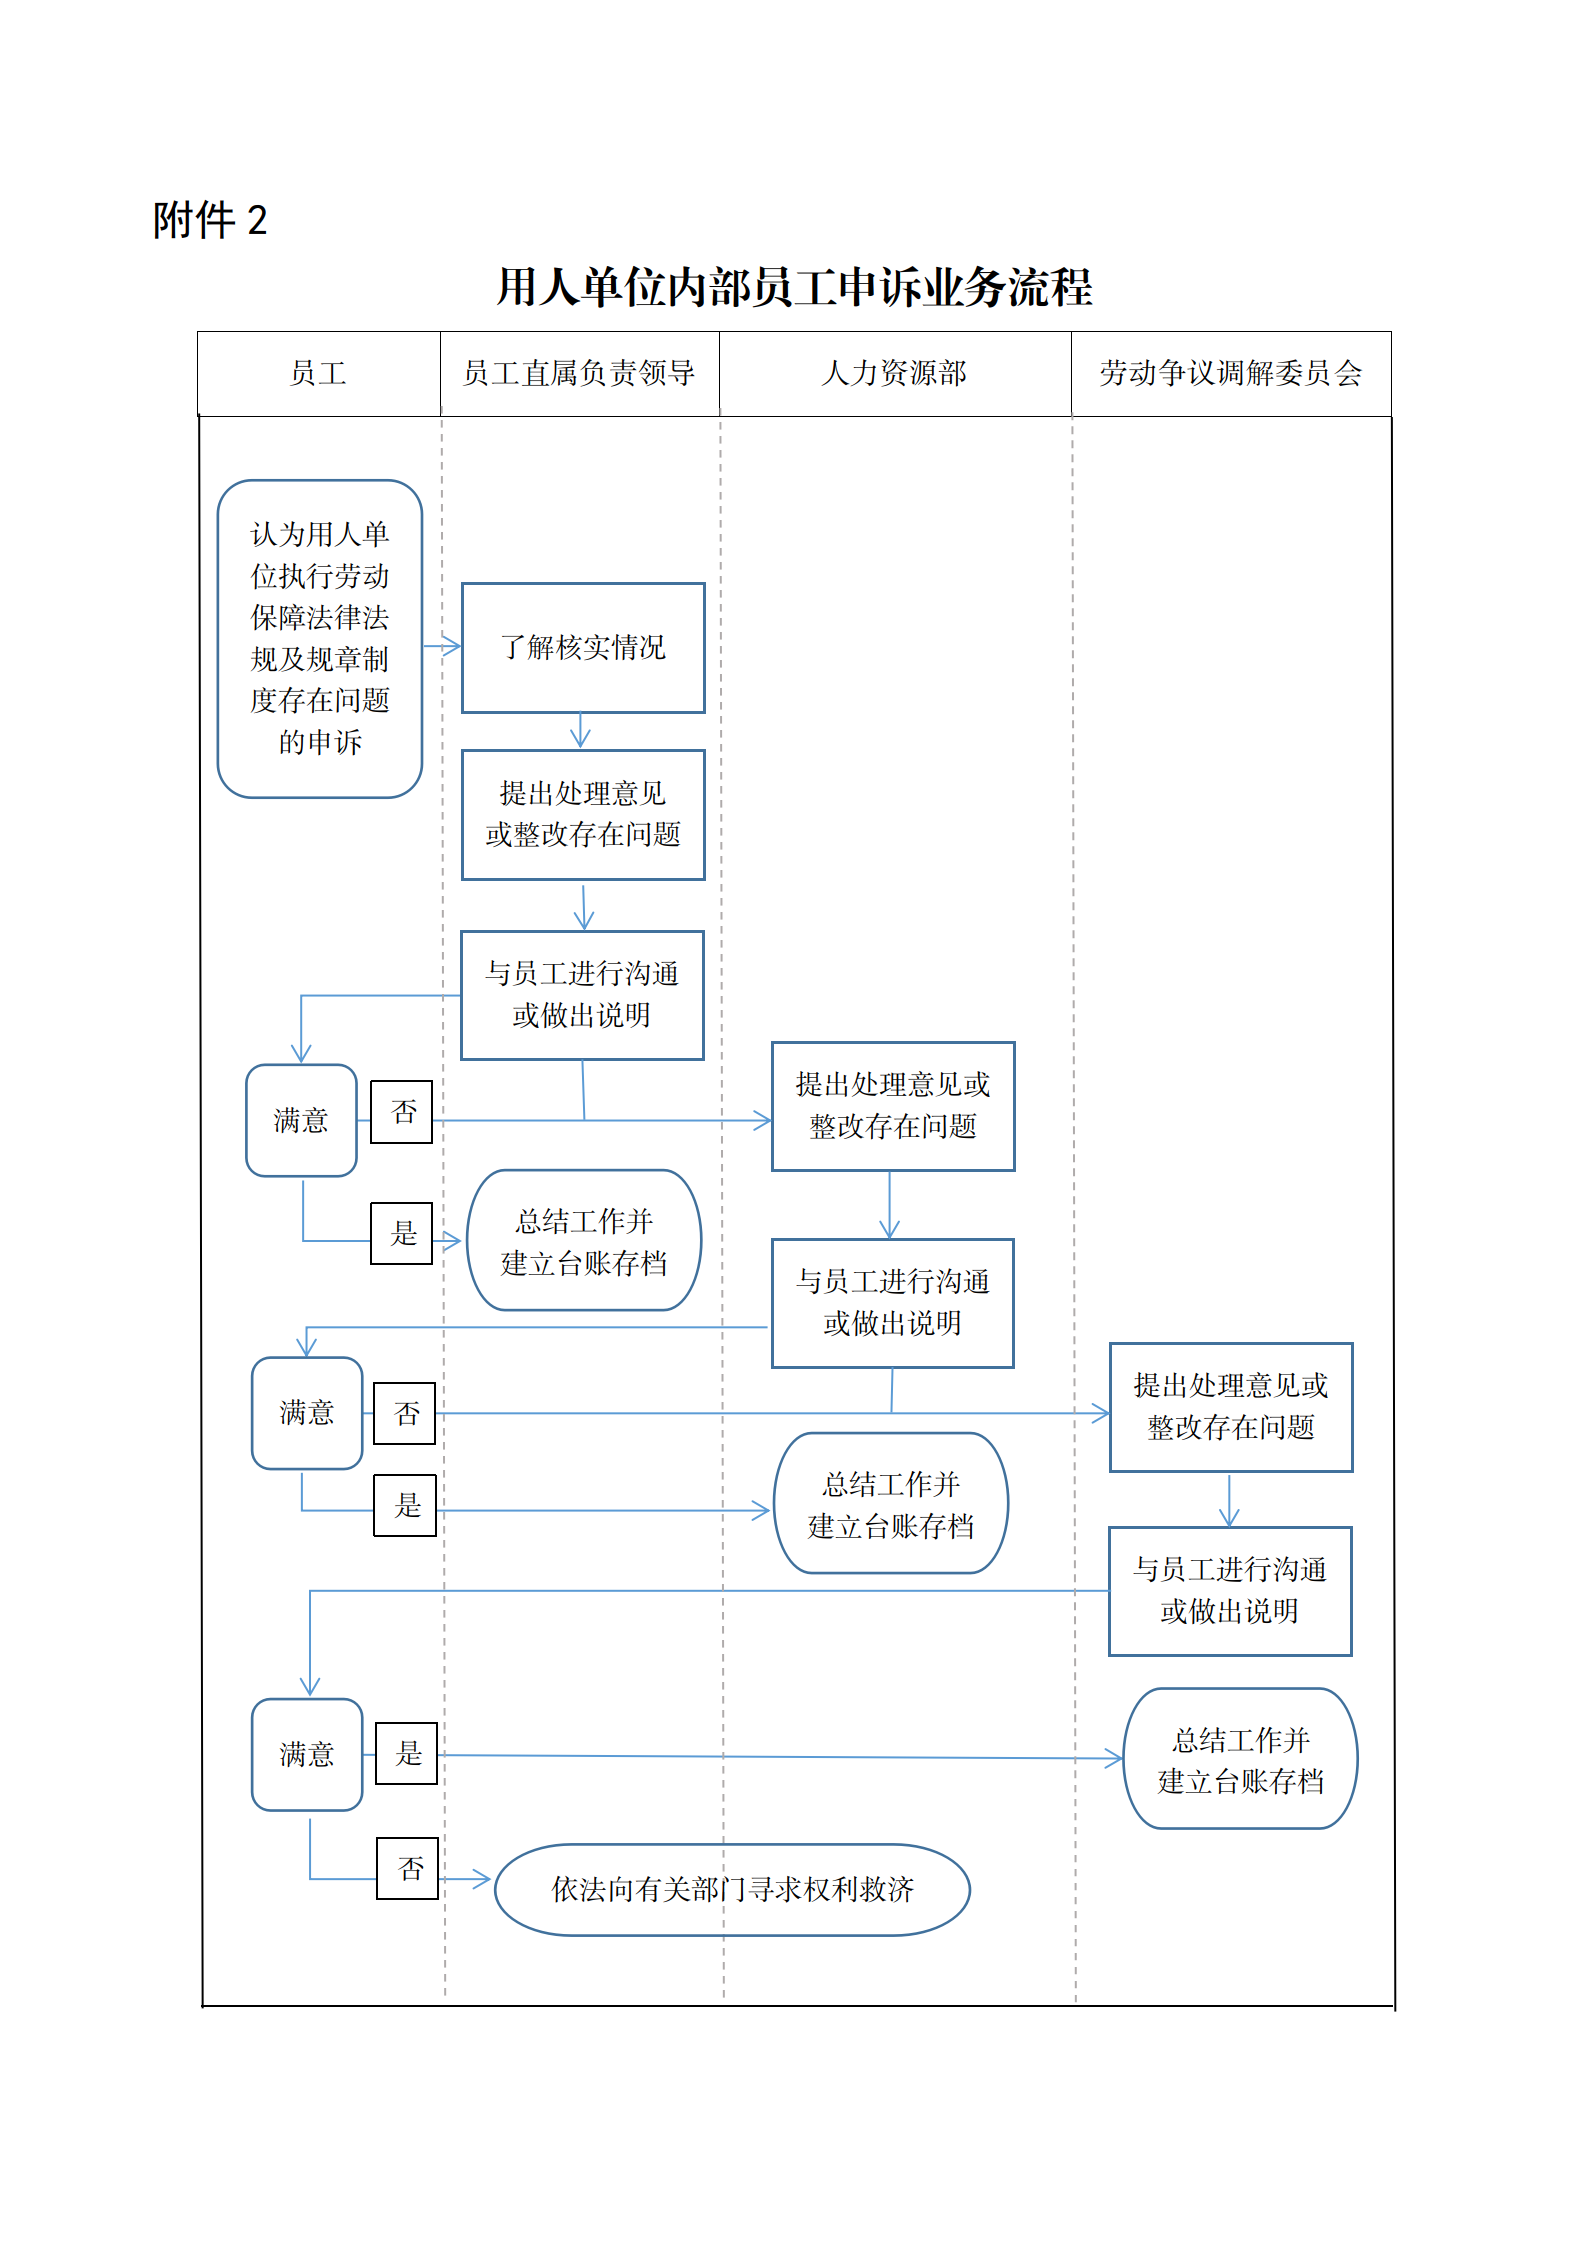 附件 2
用人单位内部员工申诉业务流程
员工
员工直属负责领导
人力资源部
劳动争议调解委员会
认为用人单
位执行劳动
保障法律法
规及规章制
度存在问题
的申诉
了解核实情况
提出处理意见
或整改存在问题
与员工进行沟通
或做出说明
满意
否
提出处理意见或
整改存在问题
是
总结工作并
建立台账存档
与员工进行沟通
或做出说明
满意
否
提出处理意见或
整改存在问题
是
总结工作并
建立台账存档
与员工进行沟通
或做出说明
满意
是
总结工作并
建立台账存档
否
依法向有关部门寻求权利救济